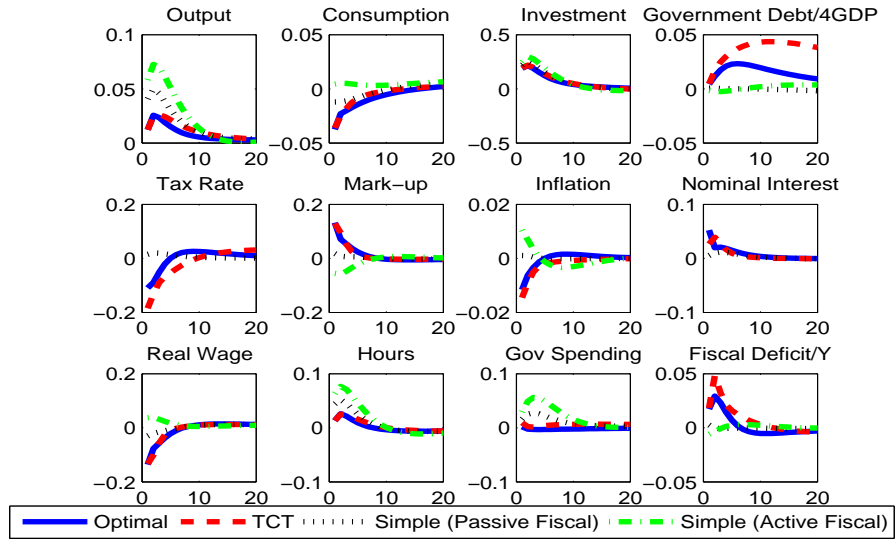 Output Consumption Investment Government Debt/4GDP
0.1 0.05 0.5 0.05
0.05 0 0 0
0 −0.05 −0.5 −0.05
0 10 20 0 10 20 0 10 20 0 10 20
Tax Rate Mark−up Inflation Nominal Interest
0.2 0.2 0.02 0.1
0 0 0 0
−0.2 −0.2 −0.02 −0.1
0 10 20 0 10 20 0 10 20 0 10 20
Real Wage Hours Gov Spending Fiscal Deficit/Y
0.2 0.1 0.1 0.05
0 0 0 0
−0.2 −0.1 −0.1 −0.05
0 10 20 0 10 20 0 10 20 0 10 20
Optimal TCT Simple (Passive Fiscal) Simple (Active Fiscal)